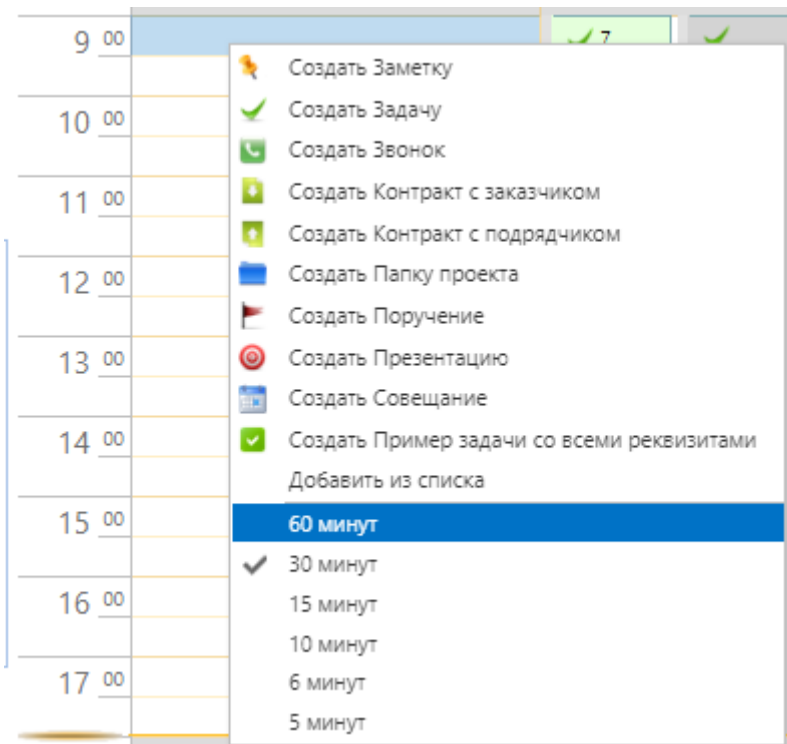 9 00
7
Создать Заметку
Создать Задачу
10 00
Создать Звонок
11 00
Создать Контракт с заказчиком
Создать Контракт с подрядчиком
12 00
Создать Папку проекта
Создать Поручение
13 00
Создать Презентацию
Создать Совещание
14 00
Создать Пример задачи со всеми реквизитами
Добавить из списка
15 00
60 минут
30 минут
16 00
15 минут
10 минут
17 00
6 минут
5 минут